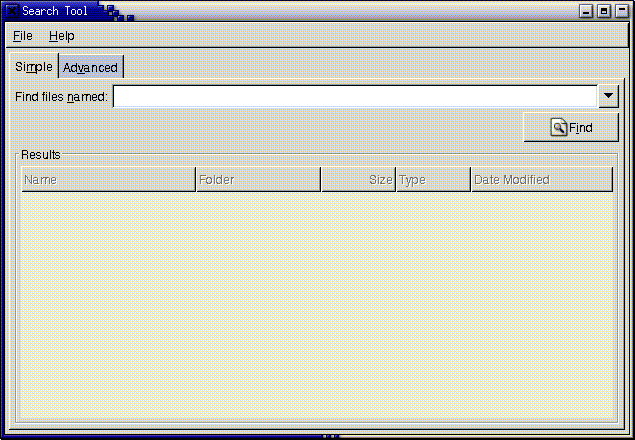 Search Tool
File Help
Simple Advanced
Find files named:
Find
Results
Name Folder Size Type Date Modified